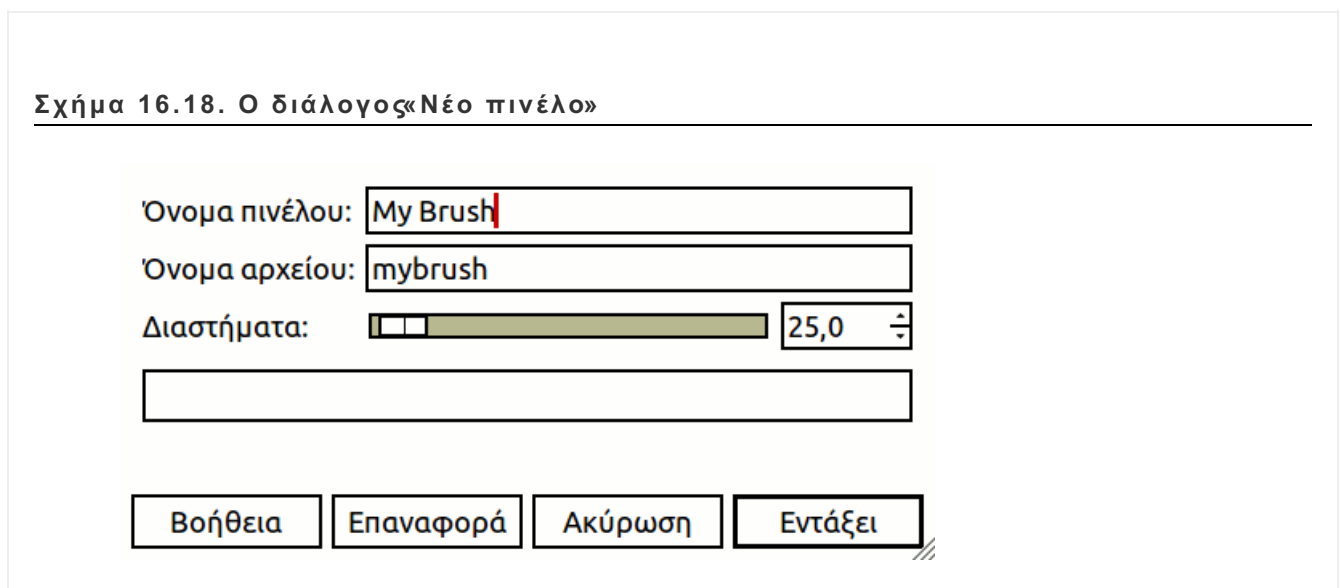 Σχήμα 16.18. Ο διάλογος«Νέο πινέλο»
Όνομα πινέλου: My Brush
Όνομα αρχείου: mybrush
Διαστήματα: 25,0
Βοήθεια Επαναφορά Ακύρωση Εντάξει